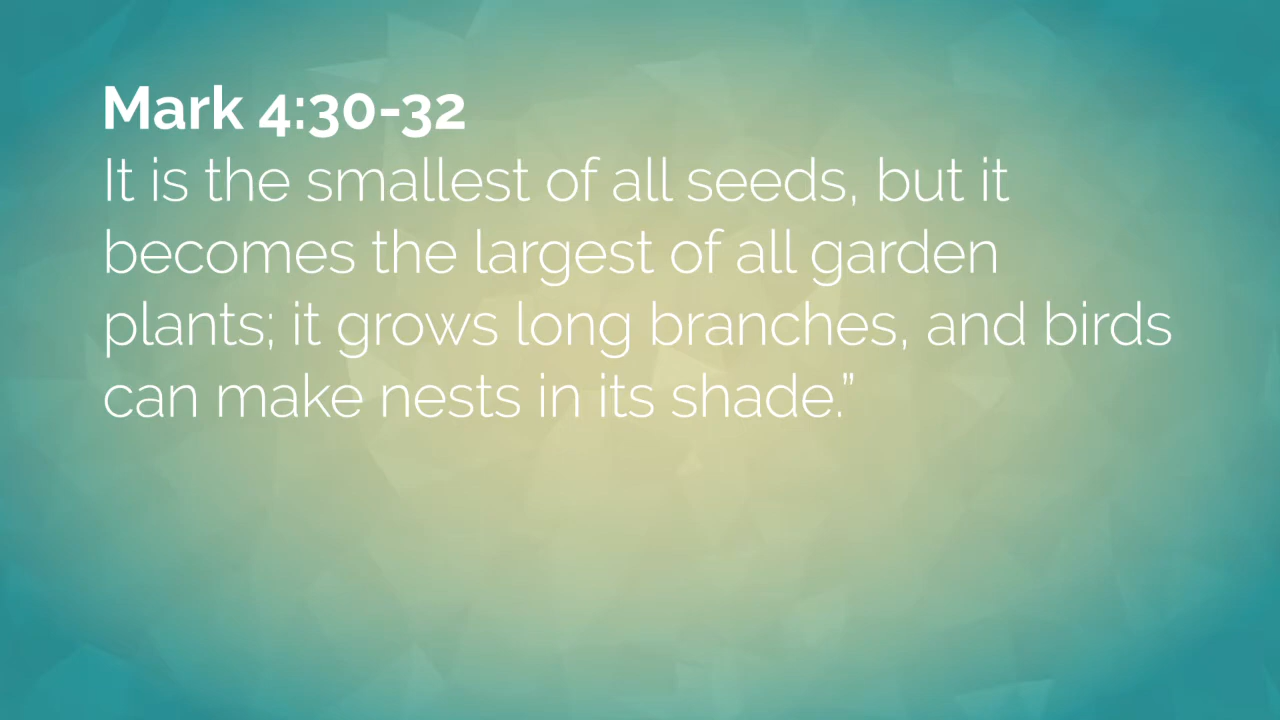 Mark 4:30-32
It is the smallest of all seeds, but it
becomes the largest of all garden
plants; it grows long branches, and birds
can make nests in its shade.”